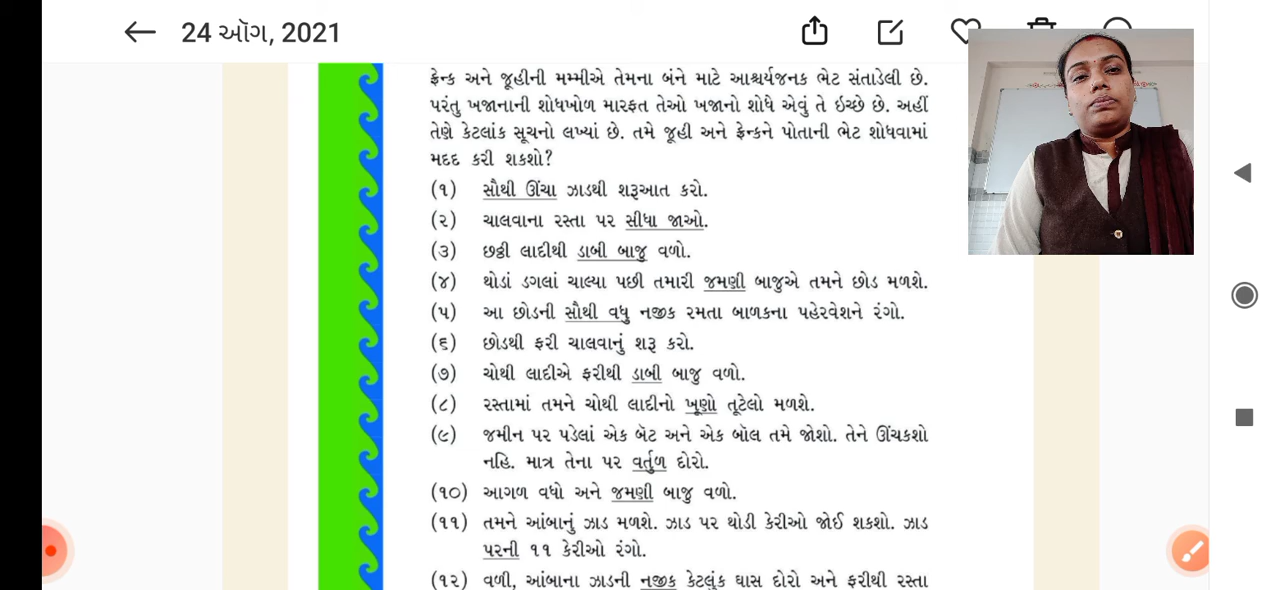 24 ઑગ, 2021
ફ્રેન્ક અને જૂહીની મમ્મીએ તેમના બંને માટે આશ્ચર્યજનક ભેટ સંતાડેલી છે.
પરંતુ ખજાનાની શોધખોળ મારફત તેઓ ખજાનો શોધે એવું તે ઇચ્છે છે. અહીં
તેણે કેટલાંક સૂચનો લખ્યાં છે. તમે જૂહી અને ફ્રેન્કને પોતાની ભેટ શોધવામાં
મદદ કરી શકશો?
(૧) સૌથી ઊંચા ઝાડથી શરૂઆત કરો.
(૨) ચાલવાના રસ્તા પર સીધા જાઓ.
(૩) છઠ્ઠી લાદીથી ડાબી બાજુ વળો.
(૪) થોડાં ડગલાં ચાલ્યા પછી તમારી જમણી બાજુએ તમને છોડ મળશે.
(૫) આ છોડની સૌથી વધુ નજીક રમતા બાળકના પહેરવેશને રંગો.
(૬) છોડથી ફરી ચાલવાનું શરૂ કરો.
(૭) ચોથી લાદીએ ફરીથી ડાબી બાજુ વળો.
(૮) રસ્તામાં તમને ચોથી લાદીનો ખૂણો તૂટેલો મળશે.
(૯) જમીન પર પડેલાં એક બૅટ અને એક બૉલ તમે જોશો. તેને ઊંચકશો
નહિ. માત્ર તેના પર વર્તુળ દોરો.
(૧૦) આગળ વધો અને જમણી બાજુ વળો.
(૧૧) તમને આંબાનું ઝાડ મળશે. ઝાડ પર થોડી કેરીઓ જોઈ શકશો. ઝાડ
પરની ૧૧ કેરીઓ રંગો.
(૧૨) વળી, આંબાના ઝાડની નજીક કેટલુંક ઘાસ દોરો અને ફરીથી રસ્તા